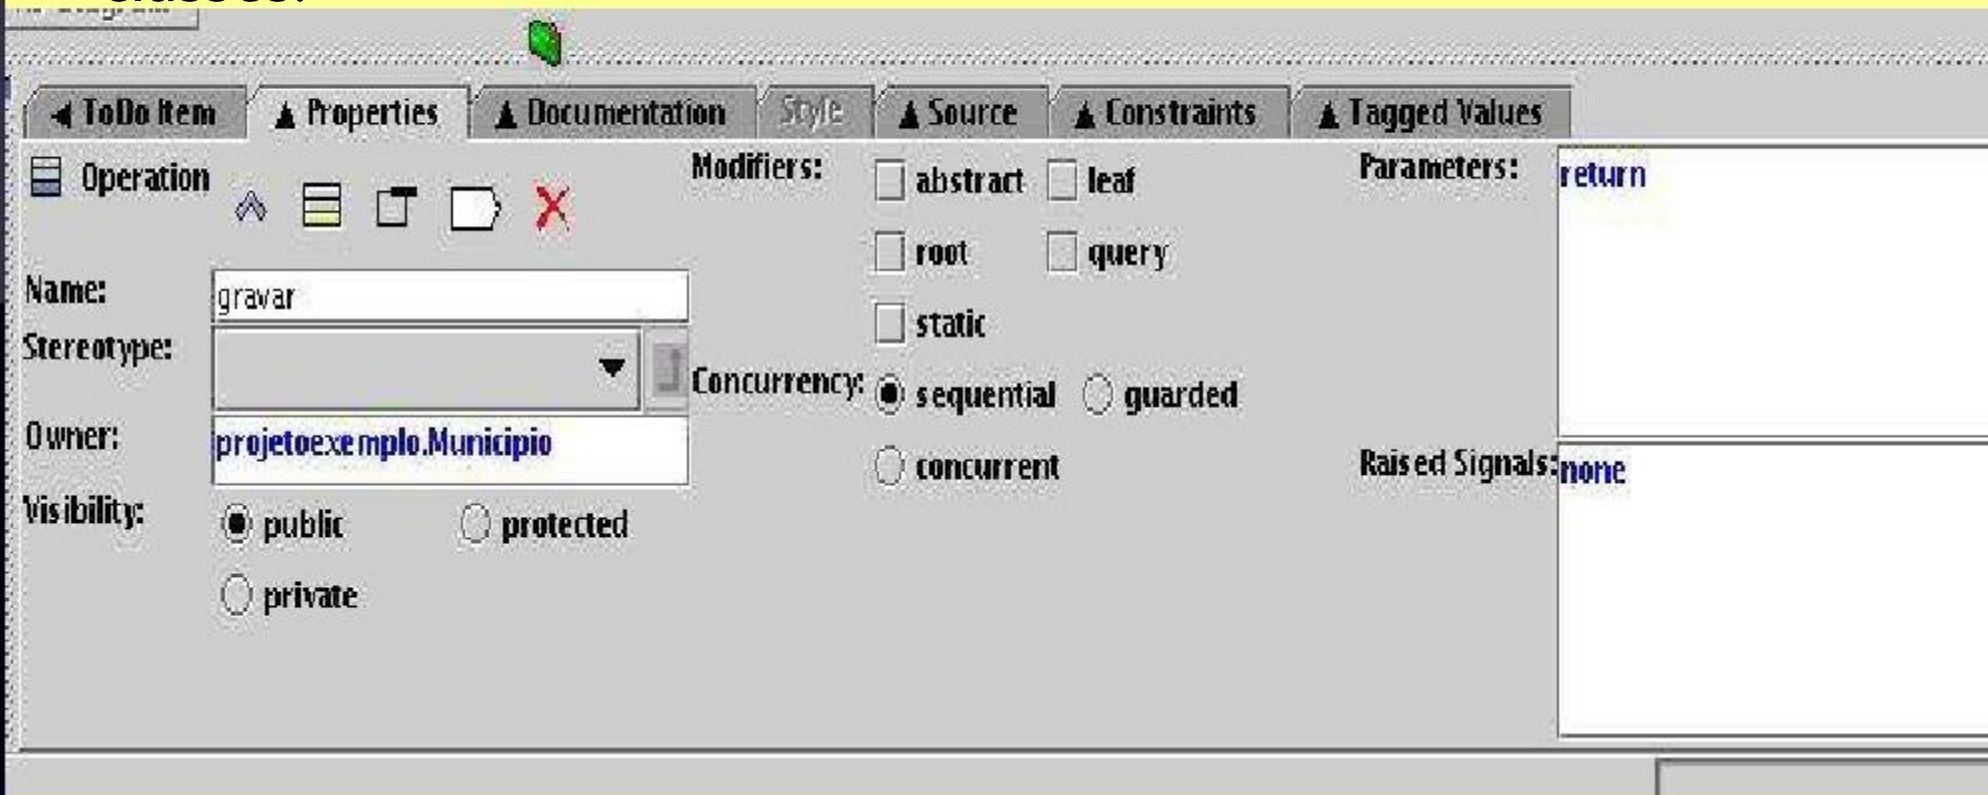 classes.
ToDo Item Properties Documentation Style Source Constraints Tagged Values
Operation
Name: gravar
Stereotype:
Owner: projetoexemplo.Municipio
Visibility: public protected
private
Modifiers: abstract leaf
root query
static
Concurrency: sequential guarded
concurrent
Parameters: return
Raised Signals: none